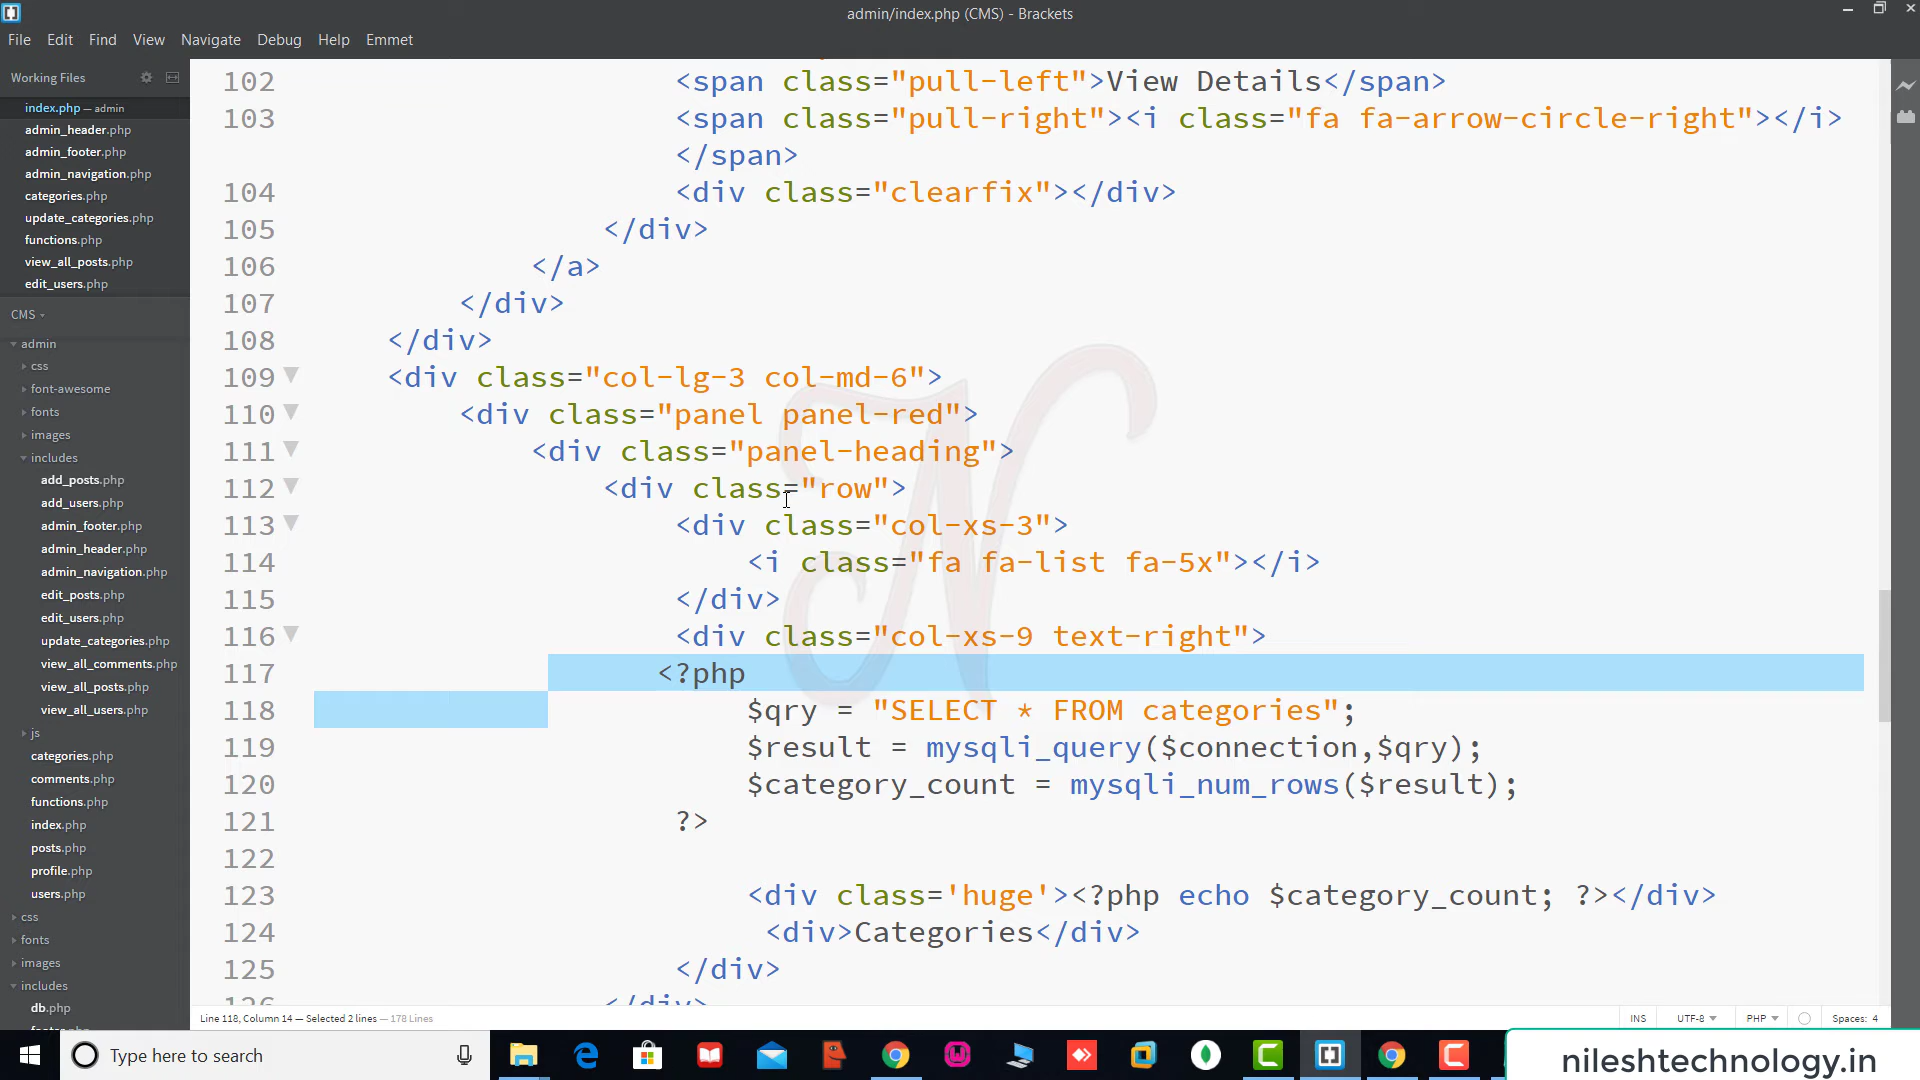 admin/index.php (CMS) - Brackets
File Edit Find View Navigate Debug Help Emmet
Working Files
index.php — admin
admin_header.php
admin_footer.php
admin_navigation.php
categories.php
update_categories.php
functions.php
view_all_posts.php
edit_users.php
CMS
admin
css
font-awesome
fonts
images
includes
add_posts.php
add_users.php
admin_footer.php
admin_header.php
admin_navigation.php
edit_posts.php
edit_users.php
update_categories.php
view_all_comments.php
view_all_posts.php
view_all_users.php
js
categories.php
comments.php
functions.php
index.php
posts.php
profile.php
users.php
css
fonts
images
includes
db.php
102 <span class="pull-left">View Details</span>
103 <span class="pull-right"><i class="fa fa-arrow-circle-right"></i>
</span>
104 <div class="clearfix"></div>
105 </div>
106 </a>
107 </div>
108 </div>
109 <div class="col-lg-3 col-md-6">
110 <div class="panel panel-red">
111 <div class="panel-heading">
112 <div class="row">
113 <div class="col-xs-3">
114 <i class="fa fa-list fa-5x"></i>
115 </div>
116 <div class="col-xs-9 text-right">
117 <?php
118 $qry = "SELECT * FROM categories";
119 $result = mysqli_query($connection,$qry);
120 $category_count = mysqli_num_rows($result);
121 ?>
122
123 <div class='huge'><?php echo $category_count; ?></div>
124 <div>Categories</div>
125 </div>
126 </div>
Line 118, Column 14 — Selected 2 lines — 178 Lines
INS UTF-8 PHP Spaces: 4
Type here to search
nileshtechnology.in